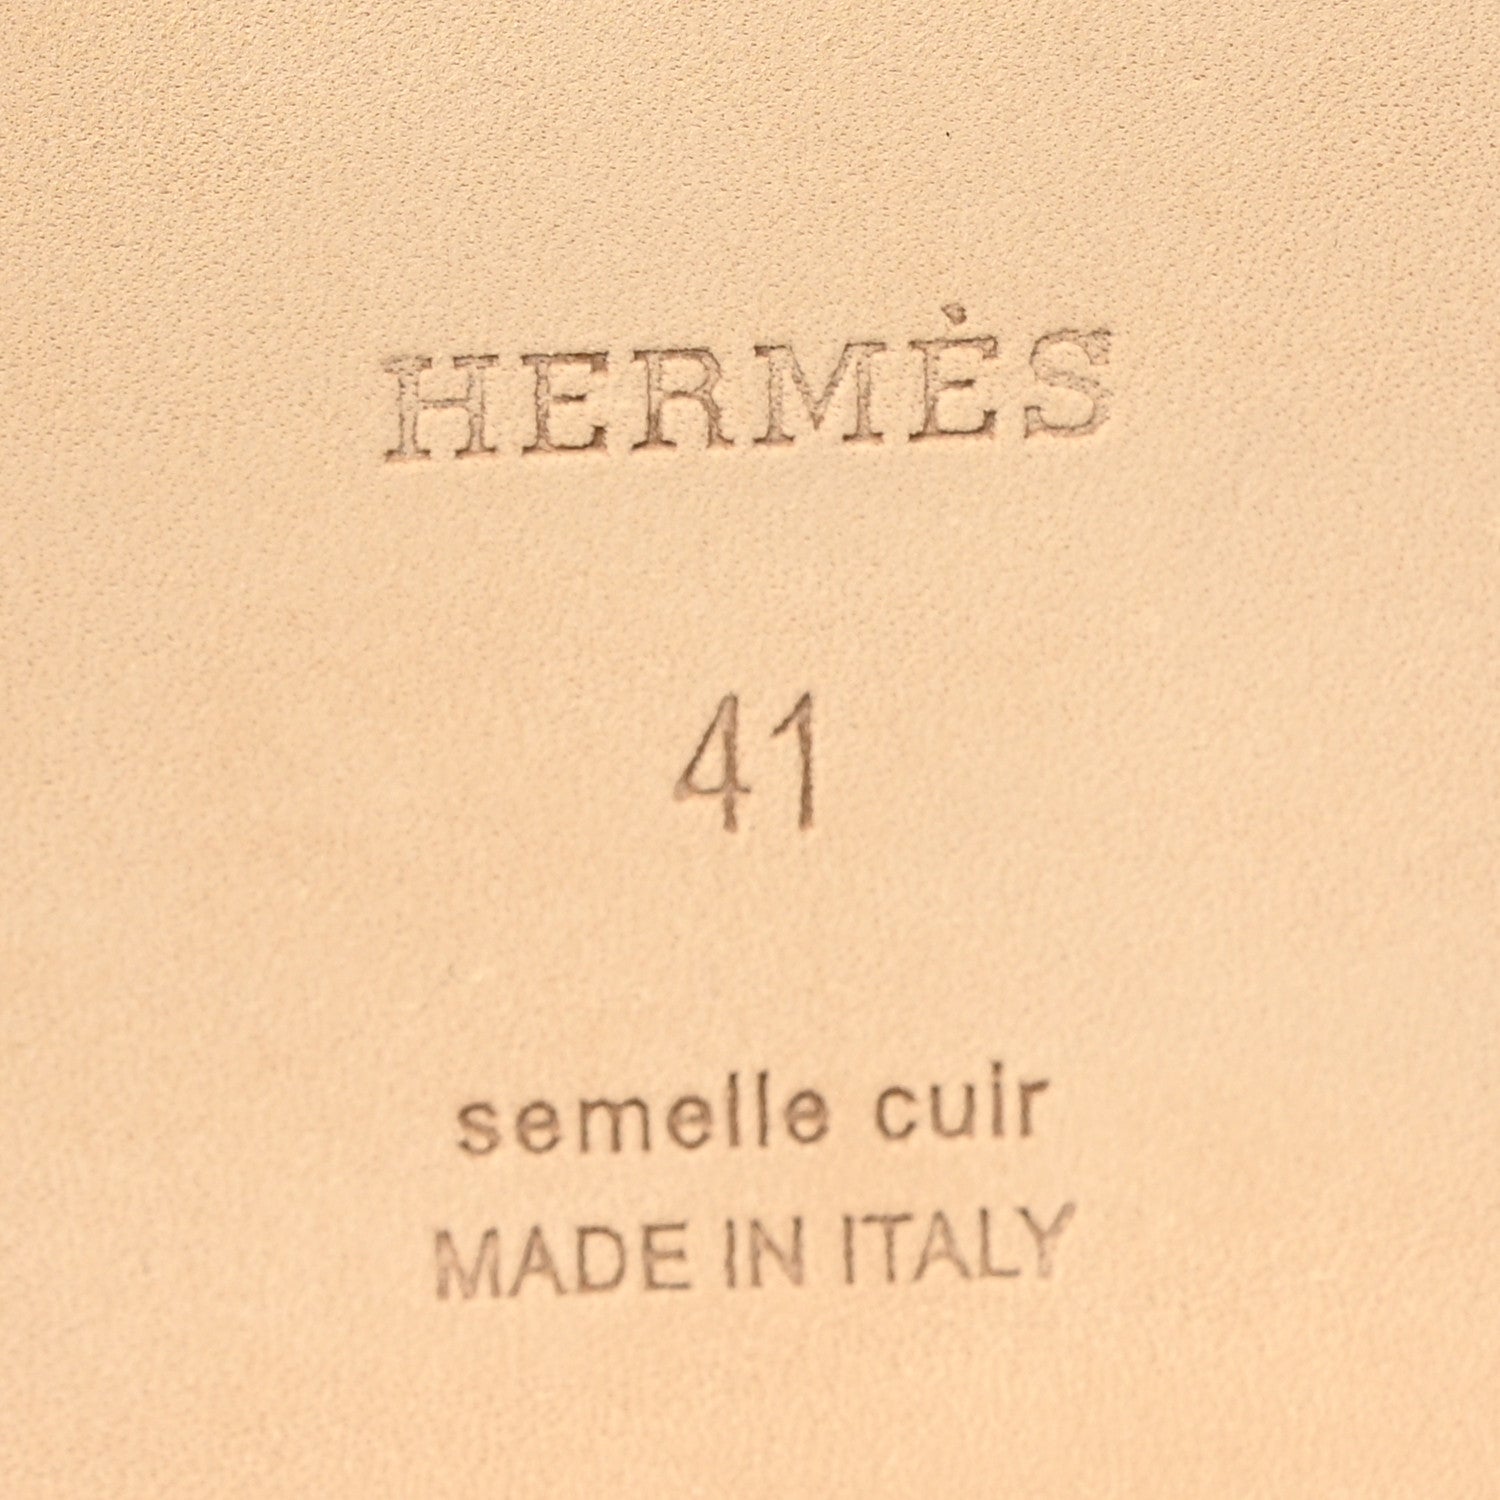 HERMÈS
41
semelle cuir
MADE IN ITALY